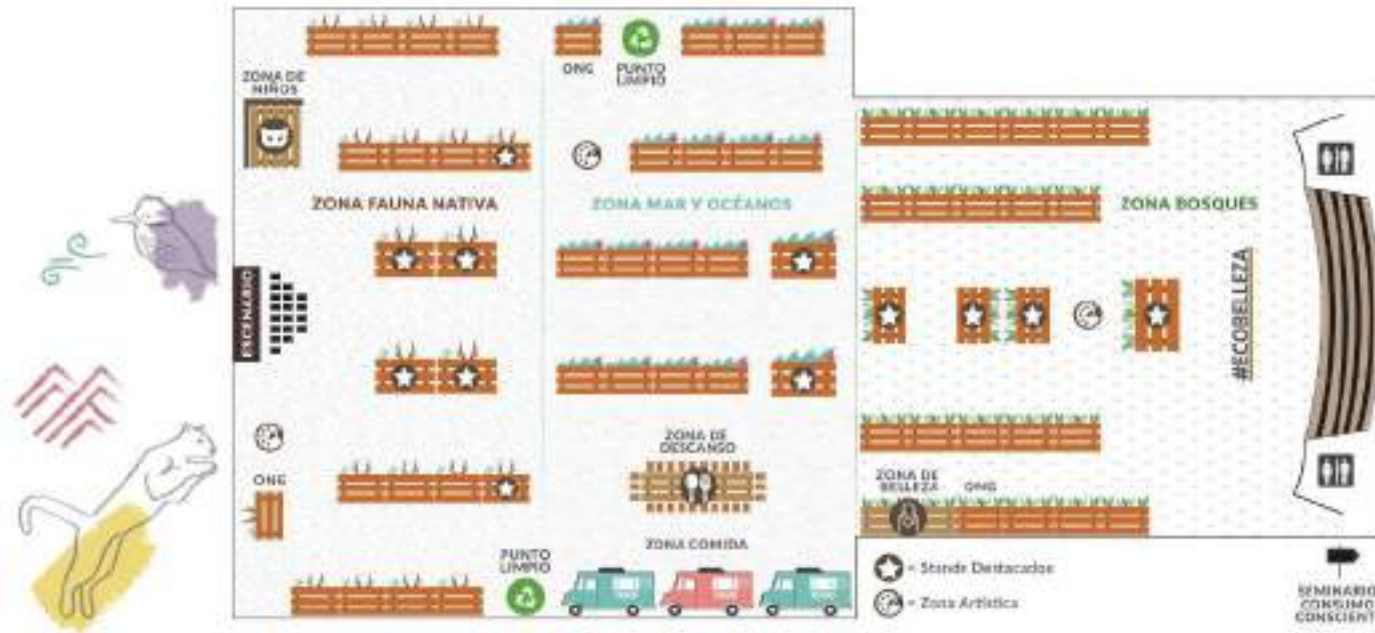 ONG
PUNTO
LIMPIO
ZONA DE
NIÑOS
ZONA FAUNA NATIVA
ZONA MAR Y OCÉANOS
ZONA BOSQUES
ESCENARIO
#ECOBELLEZA
ZONA DE
DESCANSO
ONG
ZONA DE
BELLEZA
ONG
ZONA COMIDA
PUNTO
LIMPIO
= Stands Destacados
= Zona Artística
SEMINARIO
CONSUMO
CONSCIENT